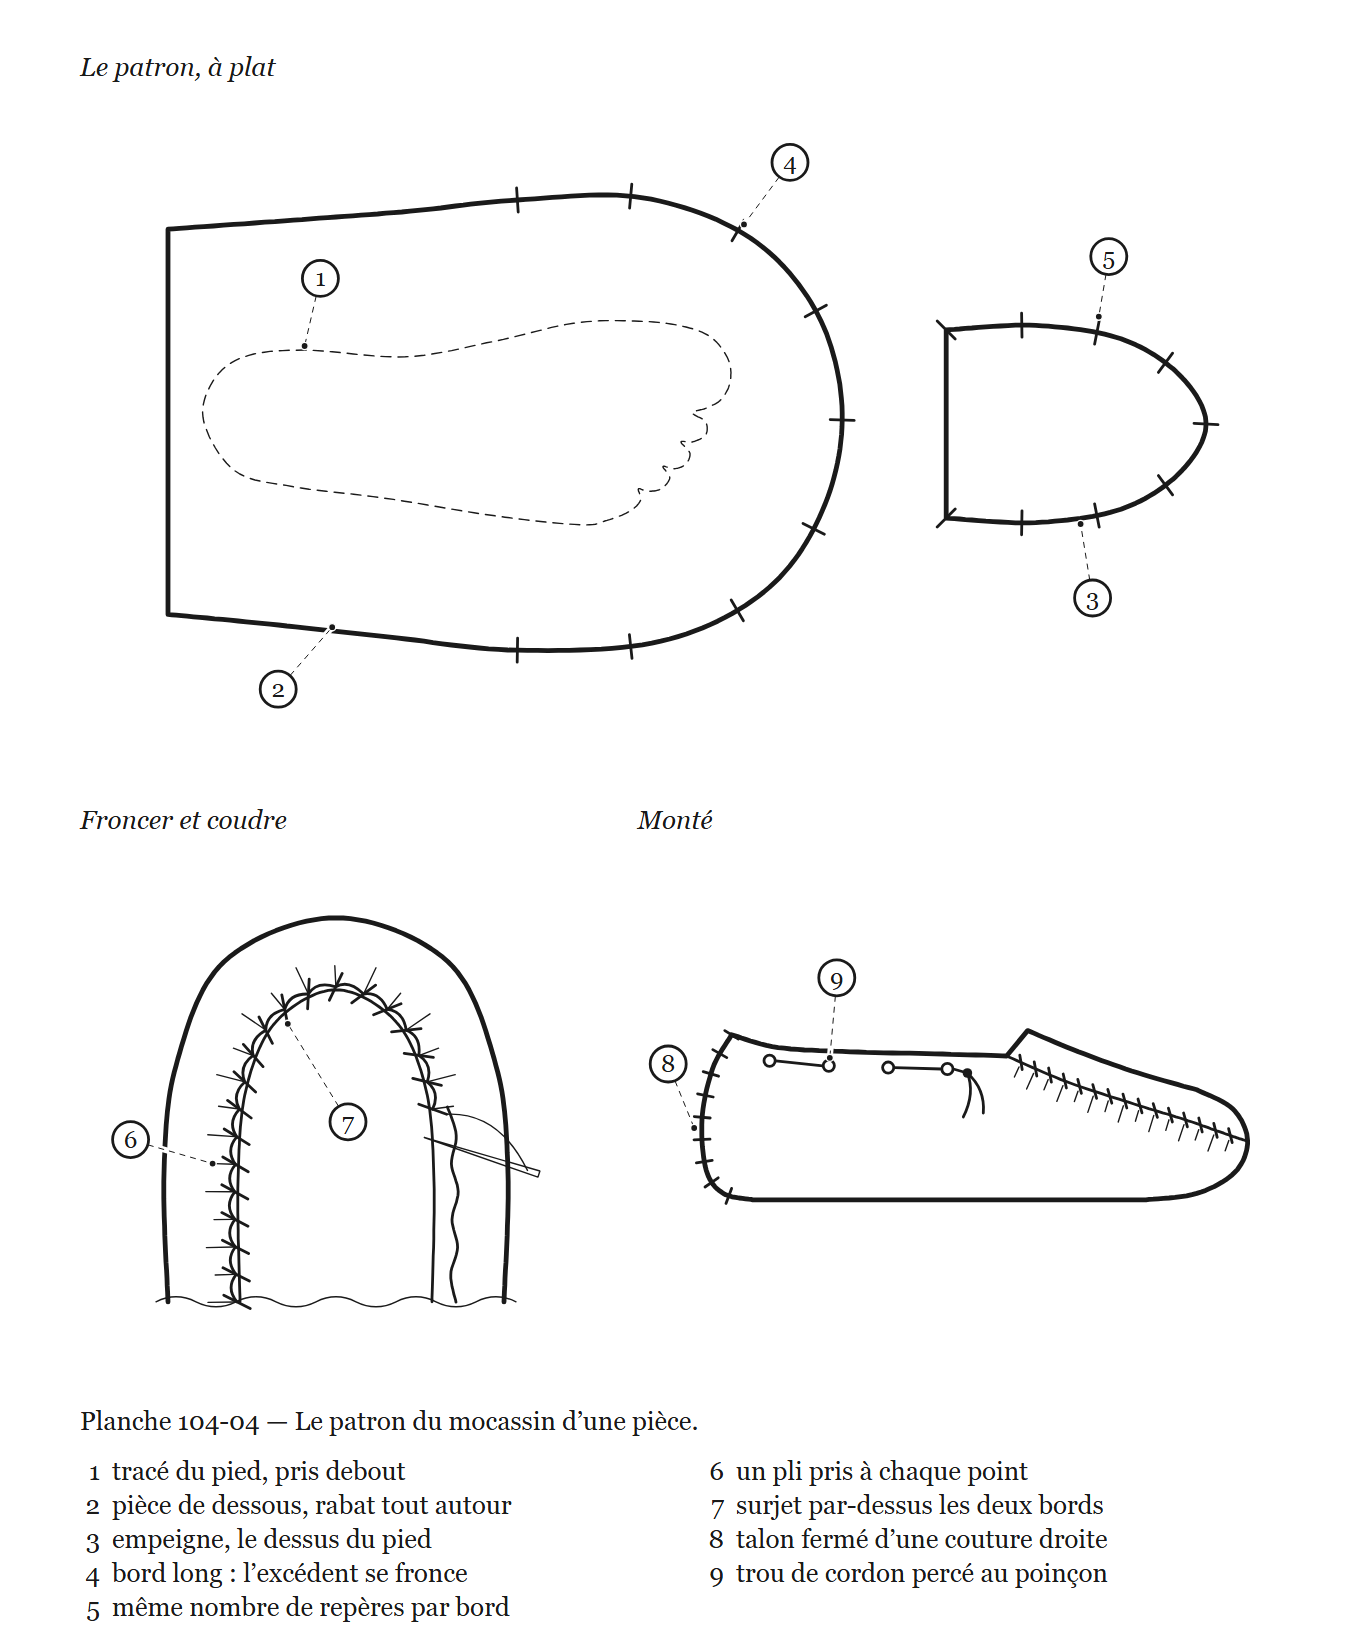 Le patron, à plat
4
1
5
3
2
Froncer et coudre
Monté
9
8
7
6
Planche 104-04 — Le patron du mocassin d’une pièce.
1 tracé du pied, pris debout
2 pièce de dessous, rabat tout autour
3 empeigne, le dessus du pied
4 bord long : l’excédent se fronce
5 même nombre de repères par bord
6 un pli pris à chaque point
7 surjet par-dessus les deux bords
8 talon fermé d’une couture droite
9 trou de cordon percé au poinçon